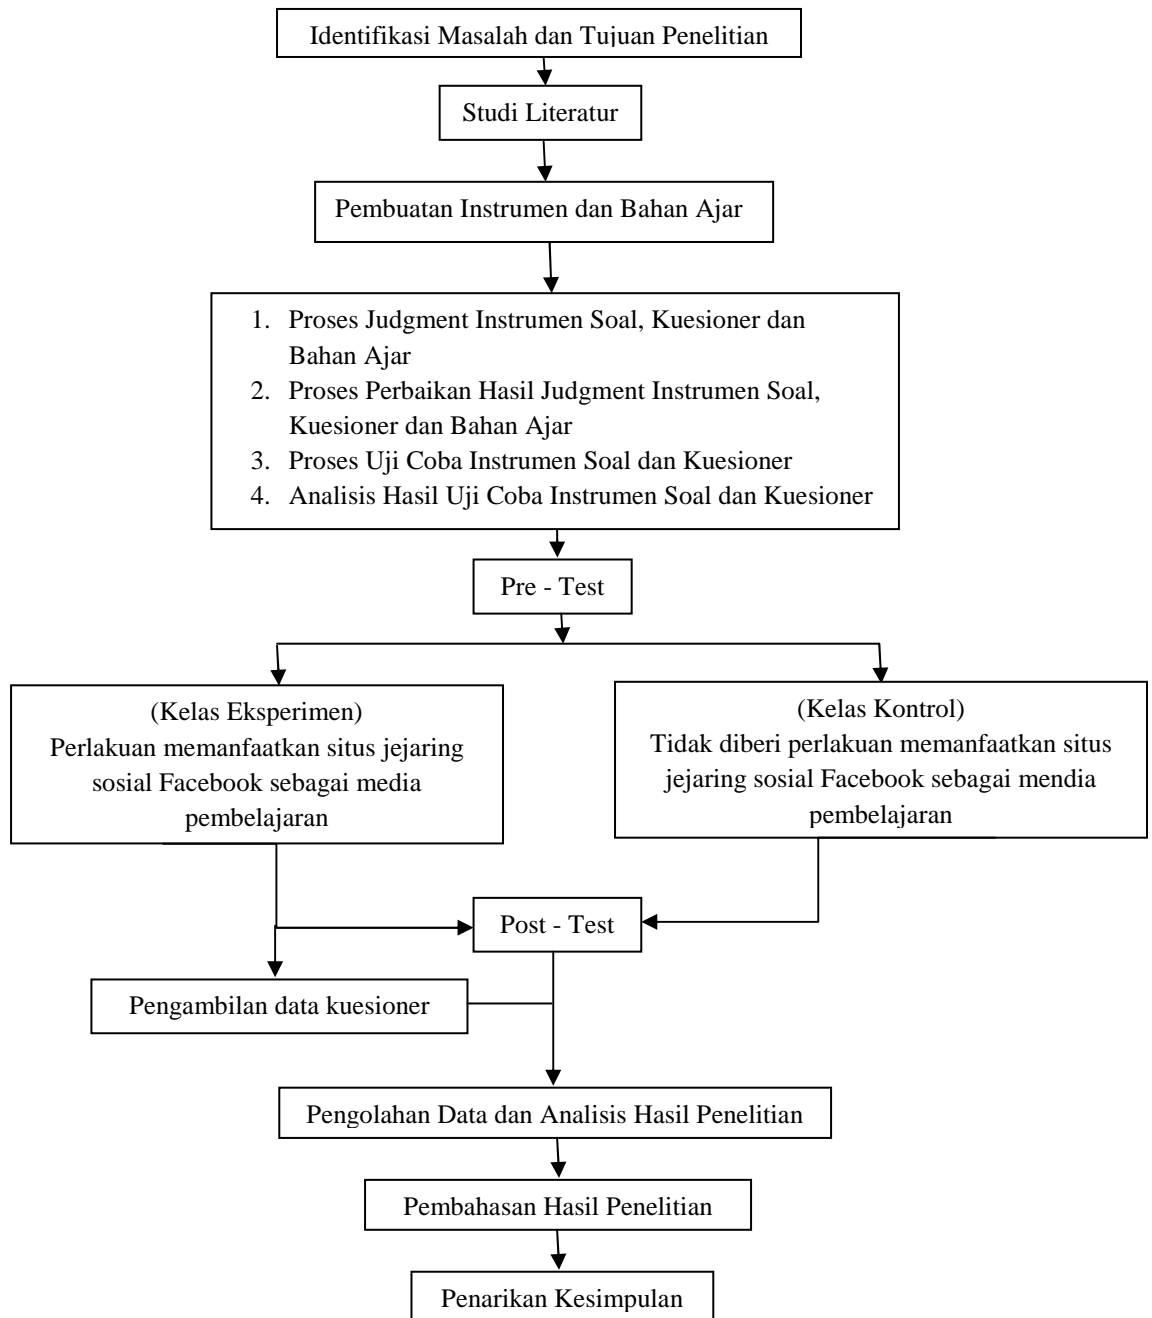 Identifikasi Masalah dan Tujuan Penelitian
Studi Literatur
Pembuatan Instrumen dan Bahan Ajar
1. Proses Judgment Instrumen Soal, Kuesioner dan
Bahan Ajar
2. Proses Perbaikan Hasil Judgment Instrumen Soal,
Kuesioner dan Bahan Ajar
3. Proses Uji Coba Instrumen Soal dan Kuesioner
4. Analisis Hasil Uji Coba Instrumen Soal dan Kuesioner
Pre - Test
(Kelas Eksperimen)
Perlakuan memanfaatkan situs jejaring
sosial Facebook sebagai media
pembelajaran
(Kelas Kontrol)
Tidak diberi perlakuan memanfaatkan situs
jejaring sosial Facebook sebagai mendia
pembelajaran
Post - Test
Pengambilan data kuesioner
Pengolahan Data dan Analisis Hasil Penelitian
Pembahasan Hasil Penelitian
Penarikan Kesimpulan